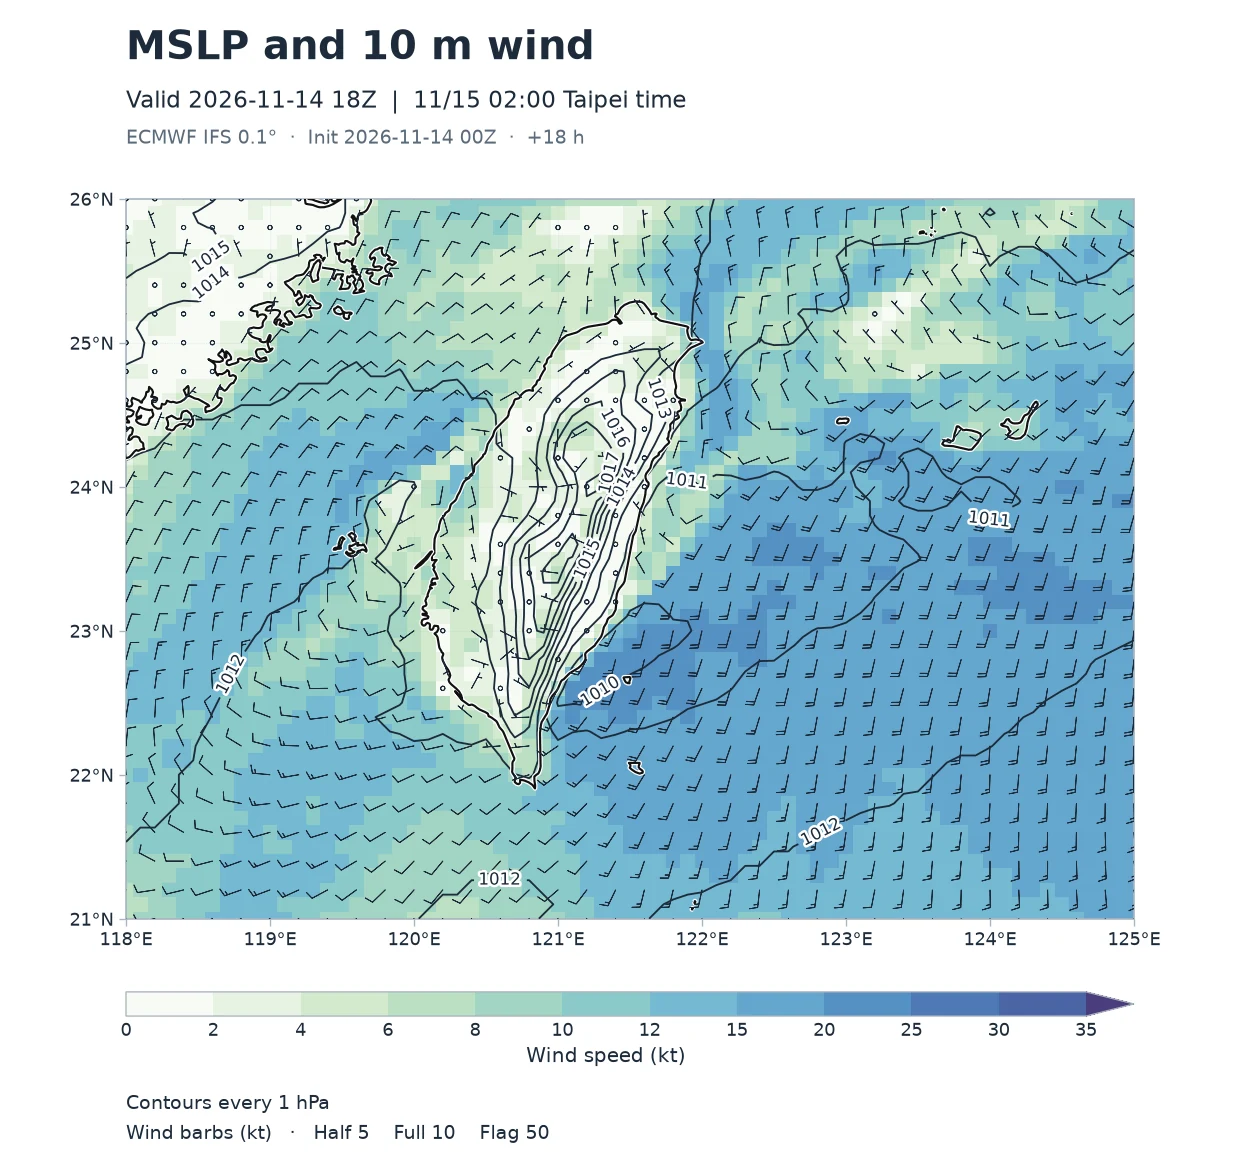 MSLP and 10 m wind
Valid 2026-11-14 18Z | 11/15 02:00 Taipei time
ECMWF IFS 0.1° · Init 2026-11-14 00Z · +18 h
26°N
1015
1014
25°N
1013
1016
1017
1014
24°N
1011
1011
1015
23°N
1012
1010
22°N
1012
1012
21°N
118°E 119°E 120°E 121°E 122°E 123°E 124°E 125°E
0 2 4 6 8 10 12 15 20 25 30 35
Wind speed (kt)
Contours every 1 hPa
Wind barbs (kt) · Half 5 Full 10 Flag 50